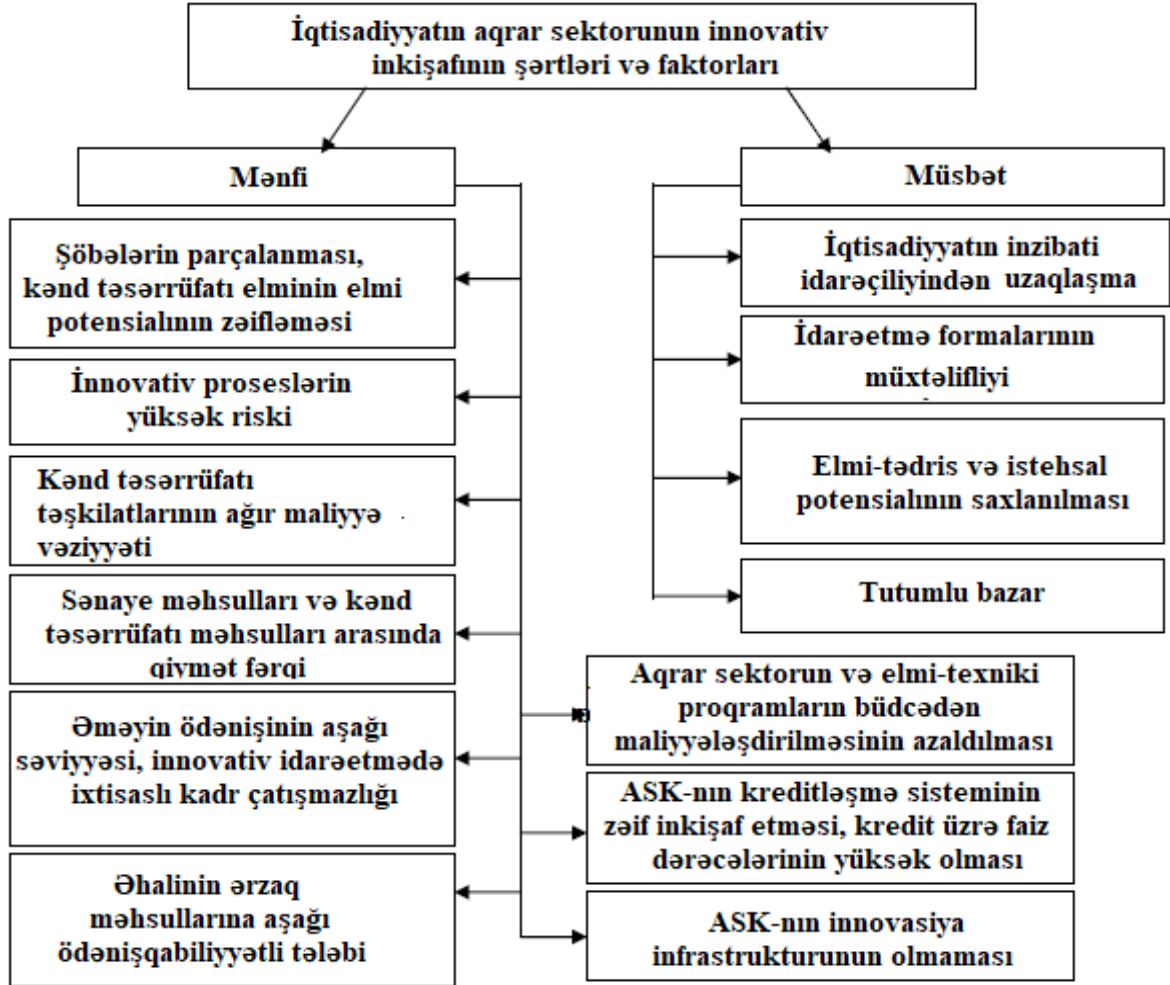 İqtisadiyyatın aqrar sektorunun innovativ
inkişafının şərtləri və faktorları
Mənfi
Şöbələrin parçalanması,
kənd təsərrüfatı elminin elmi
potensialının zəifləməsi
İnnovativ proseslərin
yüksək riski
Kənd təsərrüfatı
təşkilatlarının ağır maliyyə
vəziyyəti
Sənaye məhsulları və kənd
təsərrüfatı məhsulları arasında
qiymət fərqi
Əməyin ödənişinin aşağı
səviyyəsi, innovativ idarəetmədə
ixtisaslı kadr çatışmazlığı
Əhalinin ərzaq
məhsullarına aşağı
ödənişqabiliyyətli tələbi
Müsbət
İqtisadiyyatın inzibati
idarəçiliyindən uzaqlaşma
İdarəetmə formalarının
müxtəlifliyi
Elmi-tədris və istehsal
potensialının saxlanılması
Tutumlu bazar
Aqrar sektorun və elmi-texniki
proqramların büdcədən
maliyyələşdirilməsinin azaldılması
ASK-nın kreditləşmə sisteminin
zəif inkişaf etməsi, kredit üzrə faiz
dərəcələrinin yüksək olması
ASK-nın innovasiya
infrastrukturunun olmaması